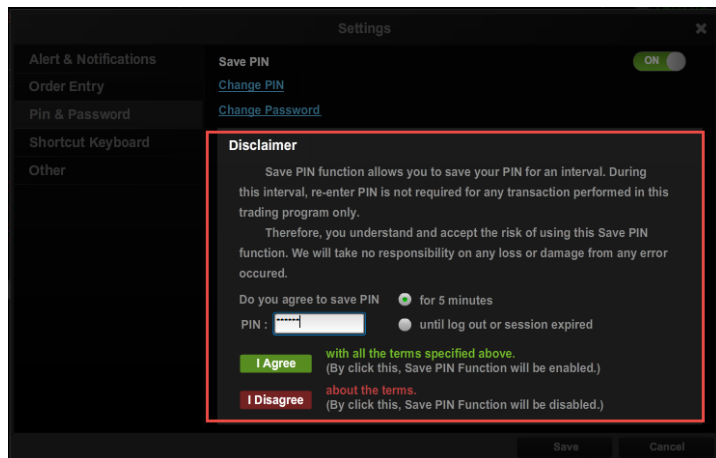 Settings
Alert & Notifications
Order Entry
Pin & Password
Shortcut Keyboard
Other
Save PIN
ON
Change PIN
Change Password
Disclaimer
Save PIN function allows you to save your PIN for an interval. During
this interval, re-enter PIN is not required for any transaction performed in this
trading program only.
Therefore, you understand and accept the risk of using this Save PIN
function. We will take no responsibility on any loss or damage from any error
occured.
Do you agree to save PIN for 5 minutes
PIN : until log out or session expired
I Agree with all the terms specified above.
(By click this, Save PIN Function will be enabled.)
I Disagree about the terms.
(By click this, Save PIN Function will be disabled.)
Save Cancel